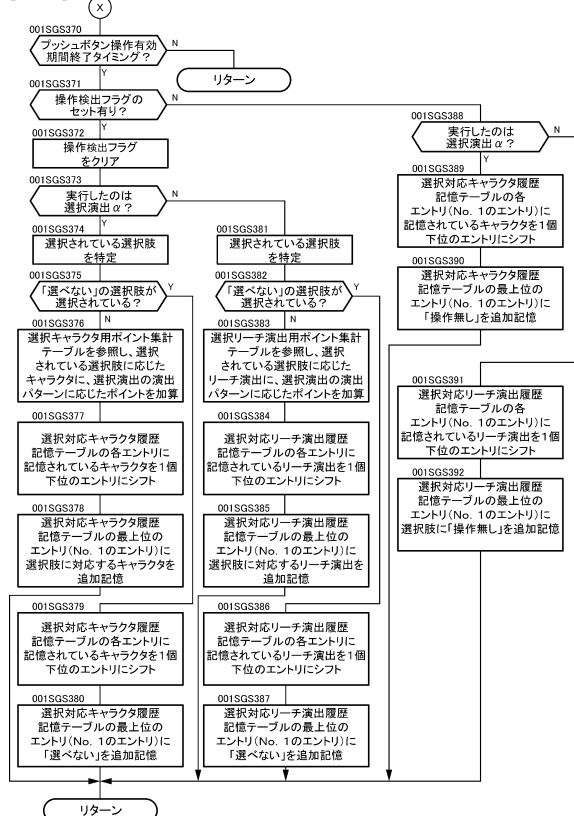 X
001SGS370
プッシュボタン操作有効
期間終了タイミング？
N
Y
リターン
001SGS371
操作検出フラグの
セット有り？
N
Y
001SGS372
操作検出フラグ
をクリア
001SGS373
実行したのは
選択演出α？
N
Y
001SGS374
選択されている選択肢
を特定
001SGS375
「選べない」の選択肢が
選択されている？
Y
N
001SGS376
選択キャラクタ用ポイント集計
テーブルを参照し、選択
されている選択肢に応じた
キャラクタに、選択演出の演出
パターンに応じたポイントを加算
001SGS377
選択対応キャラクタ履歴
記憶テーブルの各エントリに
記憶されているキャラクタを1個
下位のエントリにシフト
001SGS378
選択対応キャラクタ履歴
記憶テーブルの最上位の
エントリ（No．1のエントリ）に
選択肢に対応するキャラクタを
追加記憶
001SGS379
選択対応キャラクタ履歴
記憶テーブルの各エントリに
記憶されているキャラクタを1個
下位のエントリにシフト
001SGS380
選択対応キャラクタ履歴
記憶テーブルの最上位の
エントリ（No．1のエントリ）に
「選べない」を追加記憶
リターン
001SGS381
選択されている選択肢
を特定
001SGS382
「選べない」の選択肢が
選択されている？
Y
N
001SGS383
選択リーチ演出用ポイント集計
テーブルを参照し、選択
されている選択肢に応じた
リーチ演出に、選択演出の演出
パターンに応じたポイントを加算
001SGS384
選択対応リーチ演出履歴
記憶テーブルの各エントリに
記憶されているリーチ演出を1個
下位のエントリにシフト
001SGS385
選択対応リーチ演出履歴
記憶テーブルの最上位の
エントリ（No．1のエントリ）に
選択肢に対応するリーチ演出を
追加記憶
001SGS386
選択対応リーチ演出履歴
記憶テーブルの各エントリに
記憶されているリーチ演出を1個
下位のエントリにシフト
001SGS387
選択対応リーチ演出履歴
記憶テーブルの最上位の
エントリ（No．1のエントリ）に
「選べない」を追加記憶
001SGS388
実行したのは
選択演出α？
N
Y
001SGS389
選択対応キャラクタ履歴
記憶テーブルの各
エントリ（No．1のエントリ）に
記憶されているキャラクタを1個
下位のエントリにシフト
001SGS390
選択対応キャラクタ履歴
記憶テーブルの最上位の
エントリ（No．1のエントリ）に
「操作無し」を追加記憶
001SGS391
選択対応リーチ演出履歴
記憶テーブルの各
エントリ（No．1のエントリ）に
記憶されているリーチ演出を1個
下位のエントリにシフト
001SGS392
選択対応リーチ演出履歴
記憶テーブルの最上位の
エントリ（No．1のエントリ）に
選択肢に「操作無し」を追加記憶